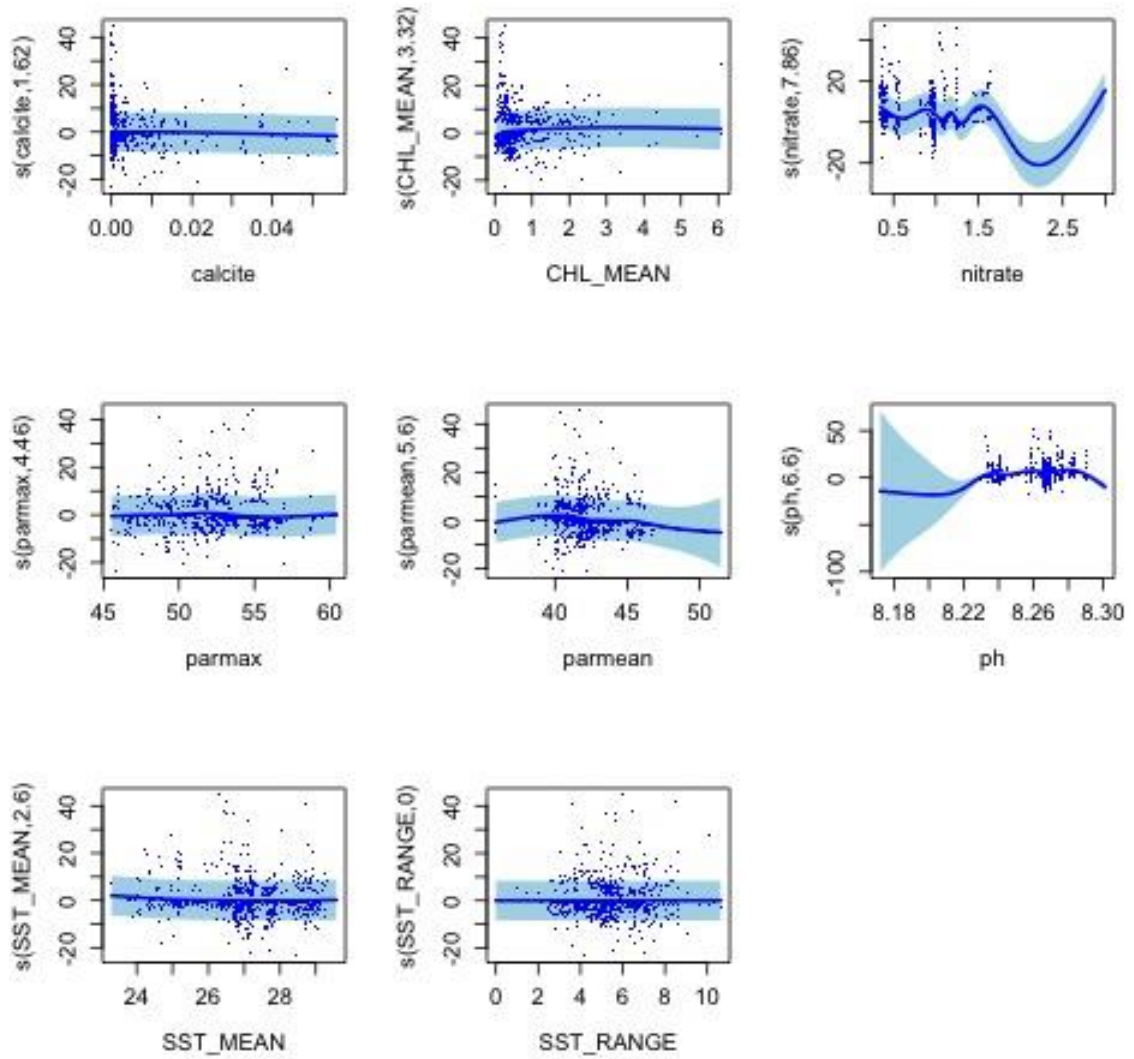 s(calcite,1.62)
40
20
0
-20
0.00 0.02 0.04
calcite
s(CHL_MEAN,3.32)
40
20
0
-20
0 1 2 3 4 5 6
CHL_MEAN
s(nitrate,7.86)
20
-20
0.5 1.5 2.5
nitrate
s(parmax,4.46)
40
20
0
-20
45 50 55 60
parmax
s(parmean,5.6)
40
20
0
-20
40 45 50
parmean
s(ph,6.6)
50
0
-100
8.18 8.22 8.26 8.30
ph
s(SST_MEAN,2.6)
40
20
0
-20
24 26 28
SST_MEAN
s(SST_RANGE,0)
40
20
0
-20
0 2 4 6 8 10
SST_RANGE